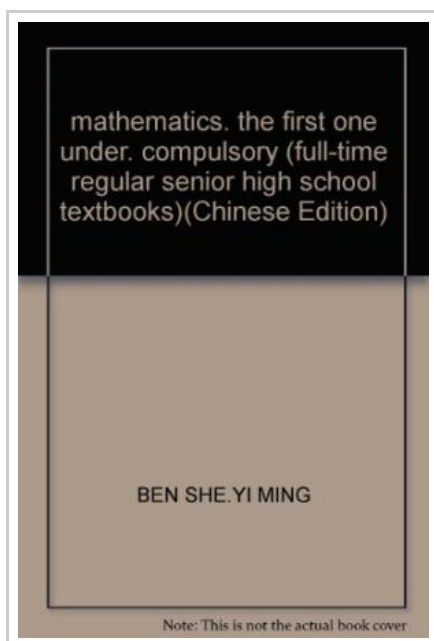 mathematics. the first one
under. compulsory (full-time
regular senior high school
textbooks)(Chinese Edition)
BEN SHE.YI MING
Note: This is not the actual book cover